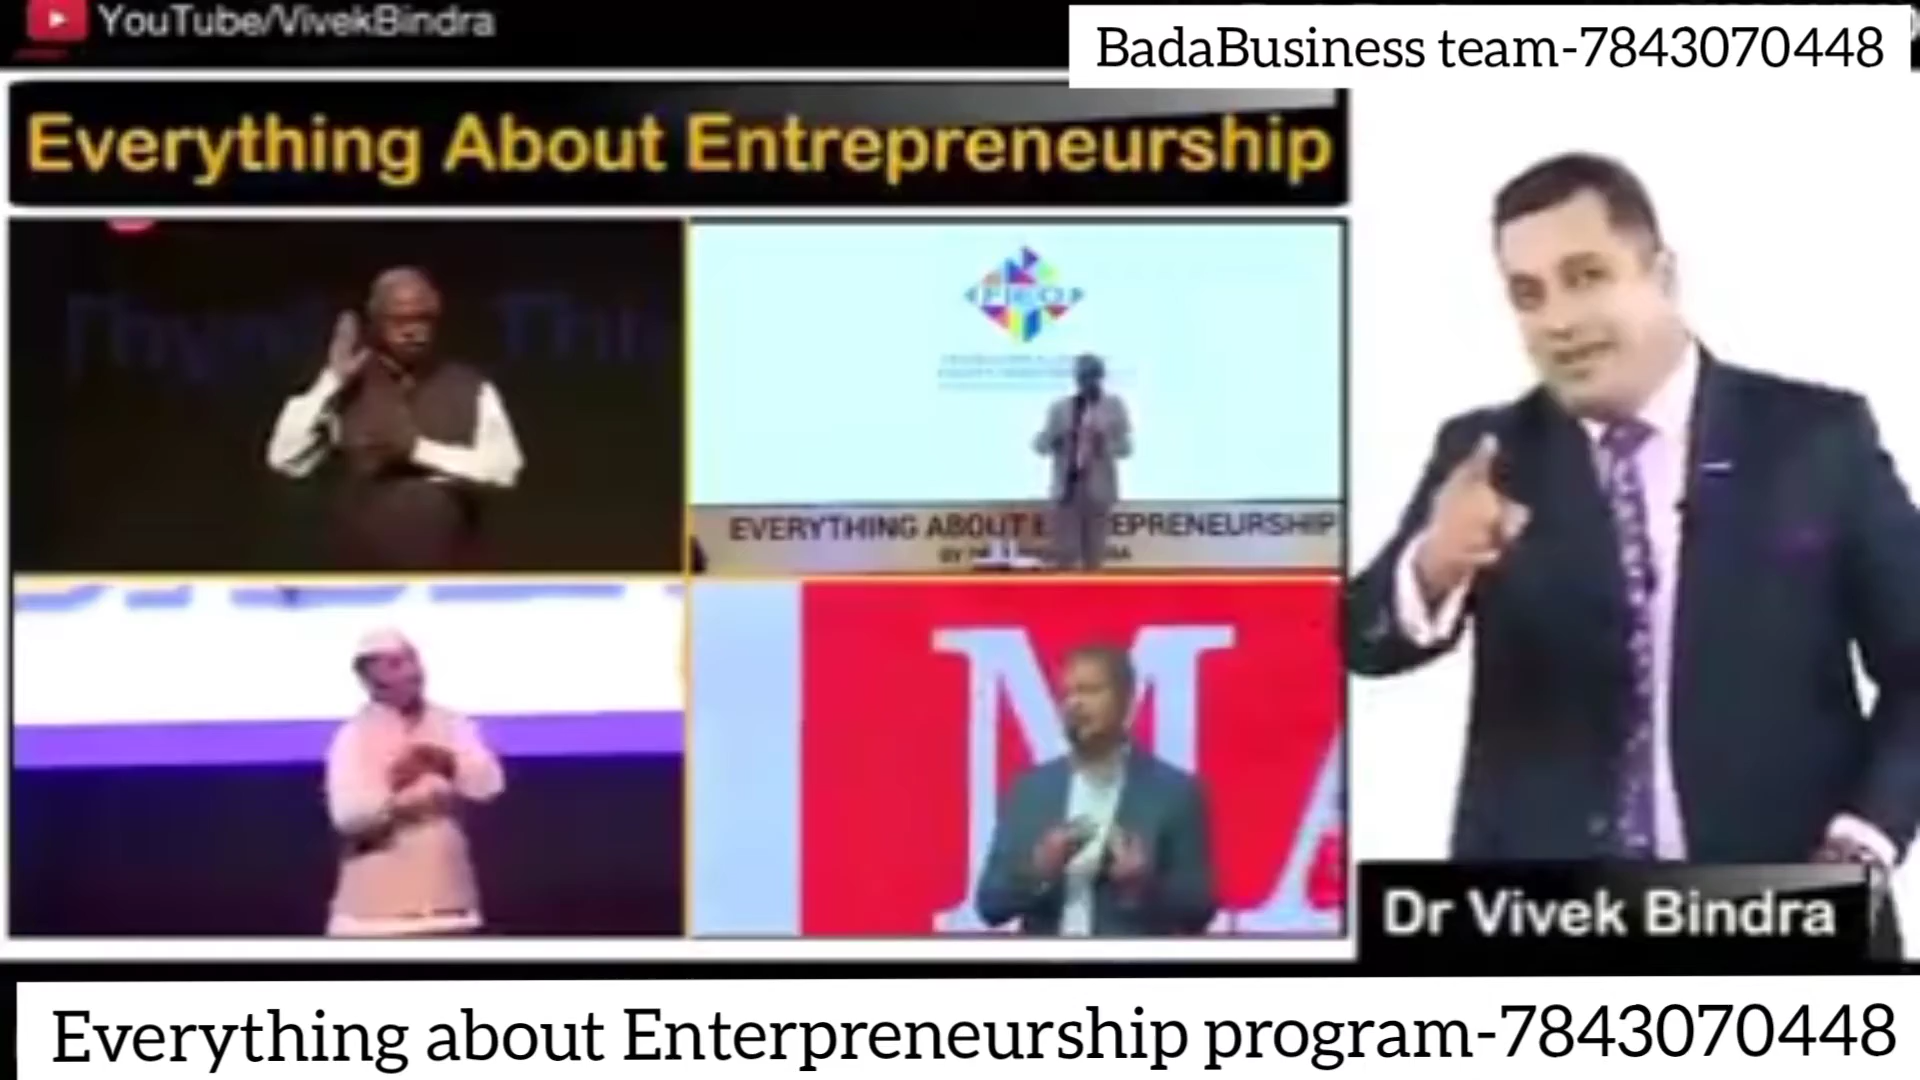 YouTube/VivekBindra
BadaBusiness team-7843070448
Everything About Entrepreneurship
EVERYTHING ABOUT
EPRENEURSHIP
MA
Dr Vivek Bindra
Everything about Enterpreneurship program-7843070448